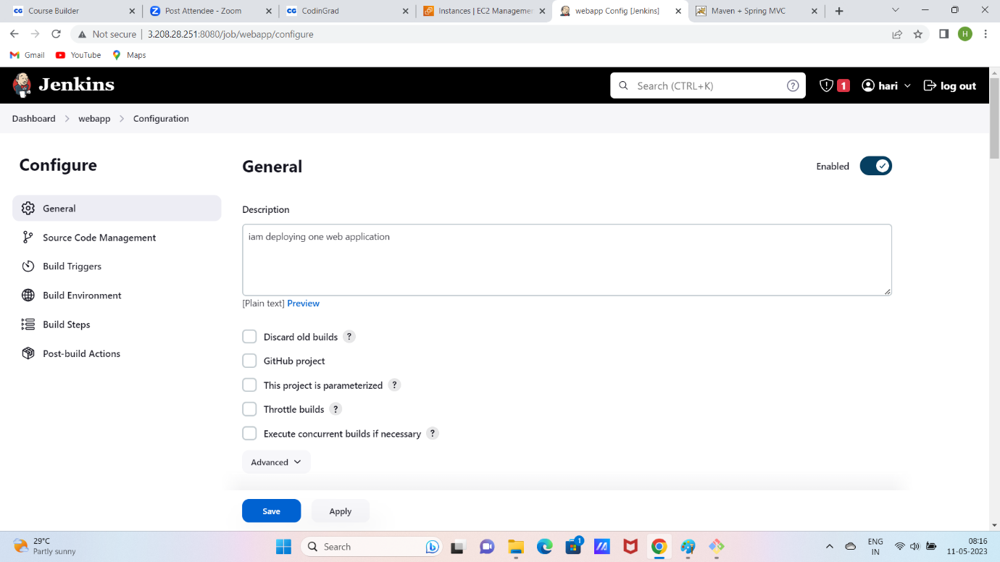 Course Builder
Post Attendee - Zoom
CodinGrad
Instances | EC2 Managemer
webapp Config [Jenkins]
Maven + Spring MVC
Not secure | 3.208.28.251:8080/job/webapp/configure
H
Gmail
YouTube
Maps
Jenkins
Search (CTRL+K)
1
hari
log out
Dashboard
webapp
Configuration
Configure
General
Source Code Management
Build Triggers
Build Environment
Build Steps
Post-build Actions
General
Enabled
Description
iam deploying one web application
[Plain text] Preview
Discard old builds ?
GitHub project
This project is parameterized ?
Throttle builds ?
Execute concurrent builds if necessary ?
Advanced
Save
Apply
29°C
Partly sunny
Search
1
ENG
IN
08:16
11-05-2023